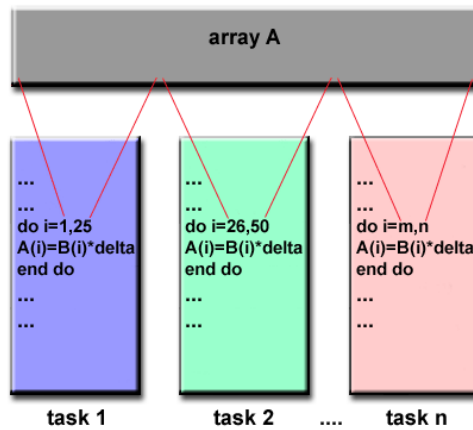 array A
...
...
do i=1,25
A(i)=B(i)*delta
end do
...
...
...
...
do i=26,50
A(i)=B(i)*delta
end do
...
...
...
...
do i=m,n
A(i)=B(i)*delta
end do
...
...
task 1
task 2
....
task n